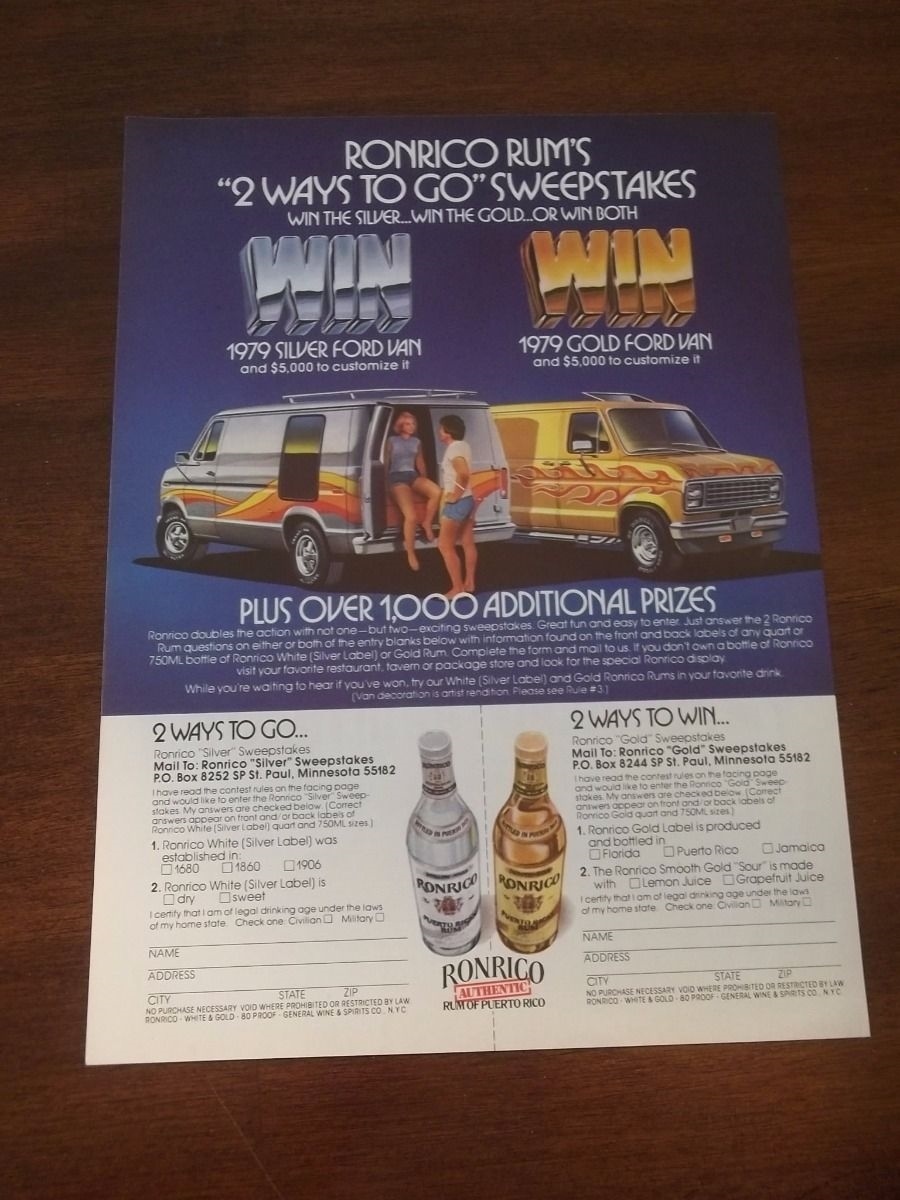 RONRICO RUM'S
"2 WAYS TO GO" SWEEPSTAKES
WIN THE SILVER...WIN THE GOLD...OR WIN BOTH
WIN
1979 SILVER FORD VAN
and $5,000 to customize it
WIN
1979 GOLD FORD VAN
and $5,000 to customize it
PLUS OVER 1,000 ADDITIONAL PRIZES
Ronrico doubles the action with not one—but two—exciting sweepstakes. Great fun and easy to enter. Just answer the 2 Ronrico
Rum questions on either or both of the entry blanks below with information found on the front and back labels of any quart or
750ML bottle of Ronrico White (Silver Label) or Gold Rum. Complete the form and mail to us. If you don't own a bottle of Ronrico
visit your favorite restaurant, tavern or package store and look for the special Ronrico display.
While you're waiting to hear if you've won, try our White (Silver Label) and Gold Ronrico Rums in your favorite drink.
(Van decoration is artist rendition. Please see Rule #3.)
2 WAYS TO GO...
Ronrico "Silver" Sweepstakes
Mail To: Ronrico "Silver" Sweepstakes
P.O. Box 8252 SP St. Paul, Minnesota 55182
I have read the contest rules on the facing page
and would like to enter the Ronrico "Silver" Sweep-
stakes. My answers are checked below. (Correct
answers appear on front and/or back labels of
Ronrico White (Silver Label) quart and 750ML sizes.)
1. Ronrico White (Silver Label) was
established in:
1680 1860 1906
2. Ronrico White (Silver Label) is
dry sweet
I certify that I am of legal drinking age under the laws
of my home state. Check one: Civilian Military
NAME
ADDRESS
CITY STATE ZIP
NO PURCHASE NECESSARY VOID WHERE PROHIBITED OR RESTRICTED BY LAW
RONRICO - WHITE & GOLD - 80 PROOF - GENERAL WINE & SPIRITS CO., N.Y.C.
BOTTLED IN PUERTO RICO
RONRICO
PUERTO RICAN
RUM
BOTTLED IN PUERTO RICO
RONRICO
PUERTO RICAN
RUM
RONRICO
AUTHENTIC
RUM OF PUERTO RICO
2 WAYS TO WIN...
Ronrico "Gold" Sweepstakes
Mail To: Ronrico "Gold" Sweepstakes
P.O. Box 8244 SP St. Paul, Minnesota 55182
I have read the contest rules on the facing page
and would like to enter the Ronrico "Gold" Sweep-
stakes. My answers are checked below. (Correct
answers appear on front and/or back labels of
Ronrico Gold quart and 750ML sizes.)
1. Ronrico Gold Label is produced
and bottled in
Florida Puerto Rico Jamaica
2. The Ronrico Smooth Gold "Sour" is made
with Lemon Juice Grapefruit Juice
I certify that I am of legal drinking age under the laws
of my home state. Check one: Civilian Military
NAME
ADDRESS
CITY STATE ZIP
NO PURCHASE NECESSARY VOID WHERE PROHIBITED OR RESTRICTED BY LAW
RONRICO - WHITE & GOLD - 80 PROOF - GENERAL WINE & SPIRITS CO., N.Y.C.